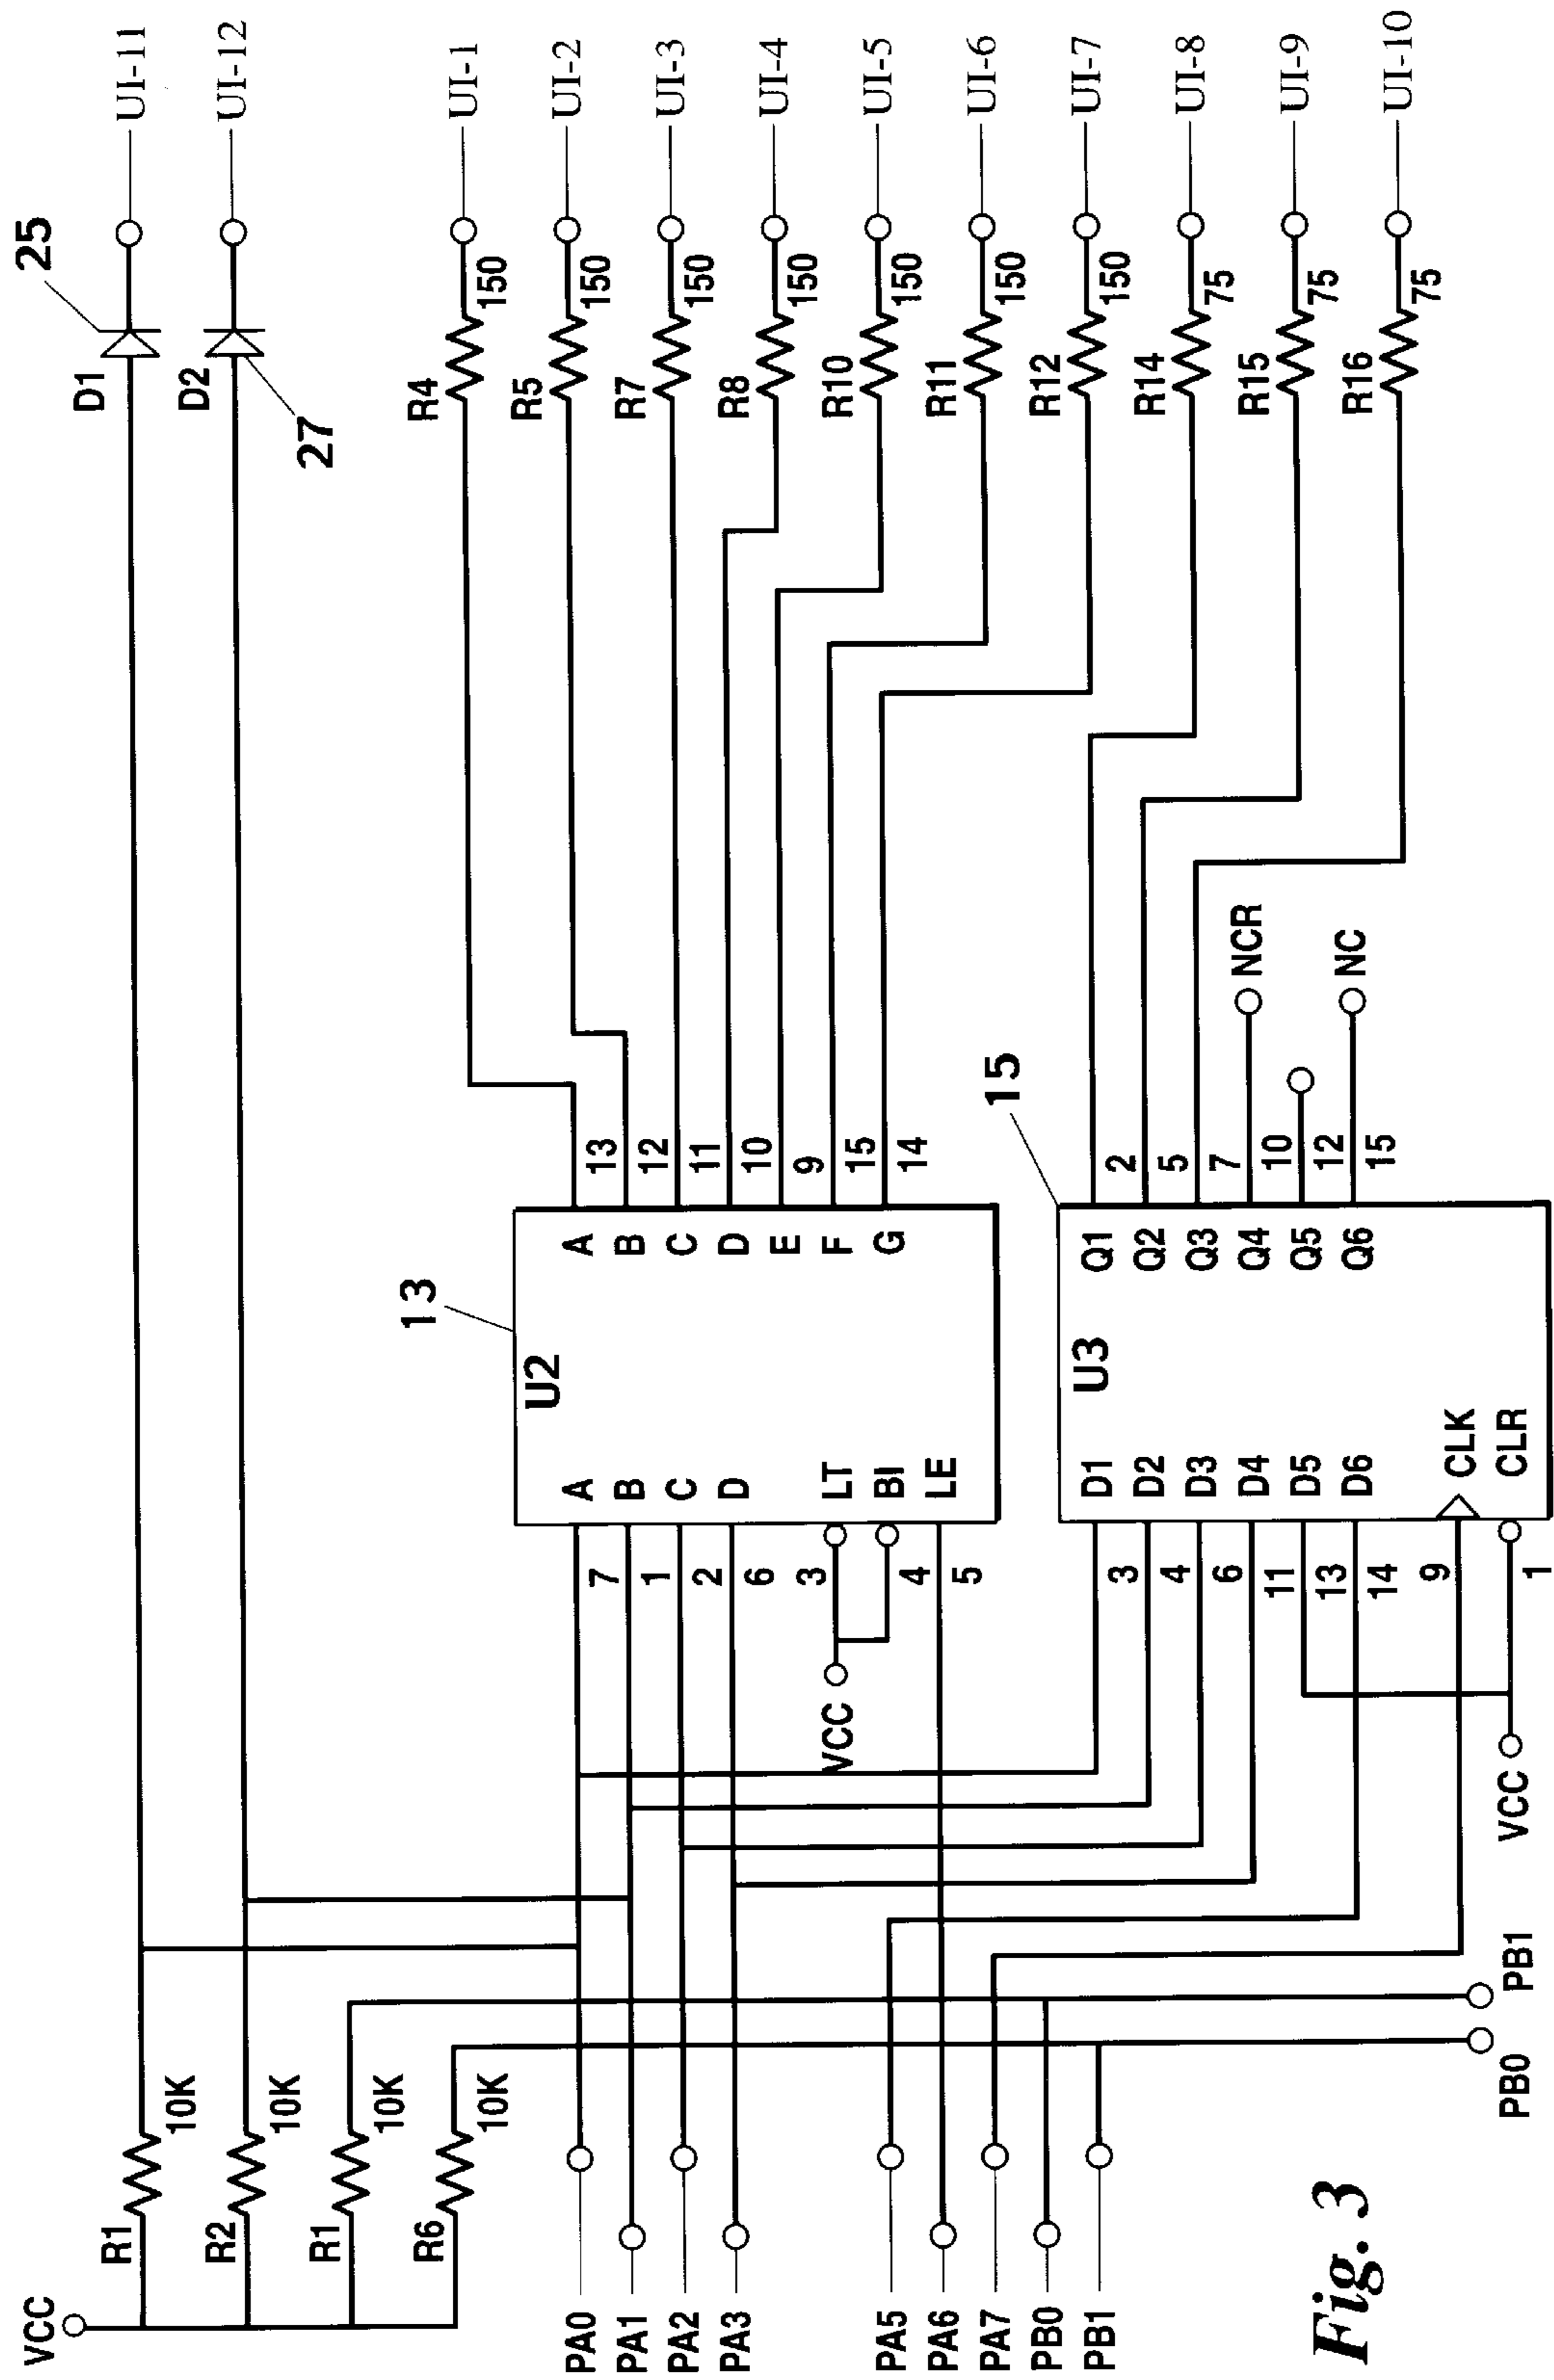 VCC
R1
10K
D1
25
UI-11
R2
10K
D2
27
UI-12
R1
10K
R6
10K
R4
150
UI-1
R5
150
UI-2
R7
150
UI-3
R8
150
UI-4
R10
150
UI-5
R11
150
UI-6
R12
150
UI-7
R14
75
UI-8
R15
75
UI-9
R16
75
UI-10
13
U2
PA0
7
A
A
13
PA1
1
B
B
12
PA2
2
C
C
11
PA3
6
D
D
10
E
9
VCC
3
LT
F
15
4
BI
G
14
PA5
PA6
5
LE
PA7
PB0
PB1
15
U3
3
D1
Q1
2
4
D2
Q2
5
6
D3
Q3
7
11
D4
Q4
10
NCR
13
D5
Q5
12
14
D6
Q6
15
NC
9
CLK
VCC
1
CLR
PB0
PB1
Fig. 3